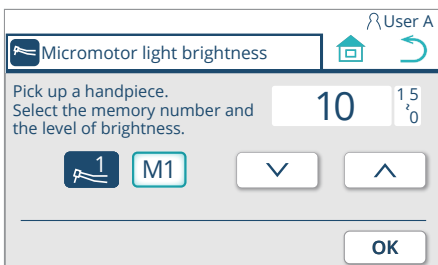 User A
Micromotor light brightness
Pick up a handpiece.
Select the memory number and
the level of brightness.
10
15
~
0
1
M1
OK